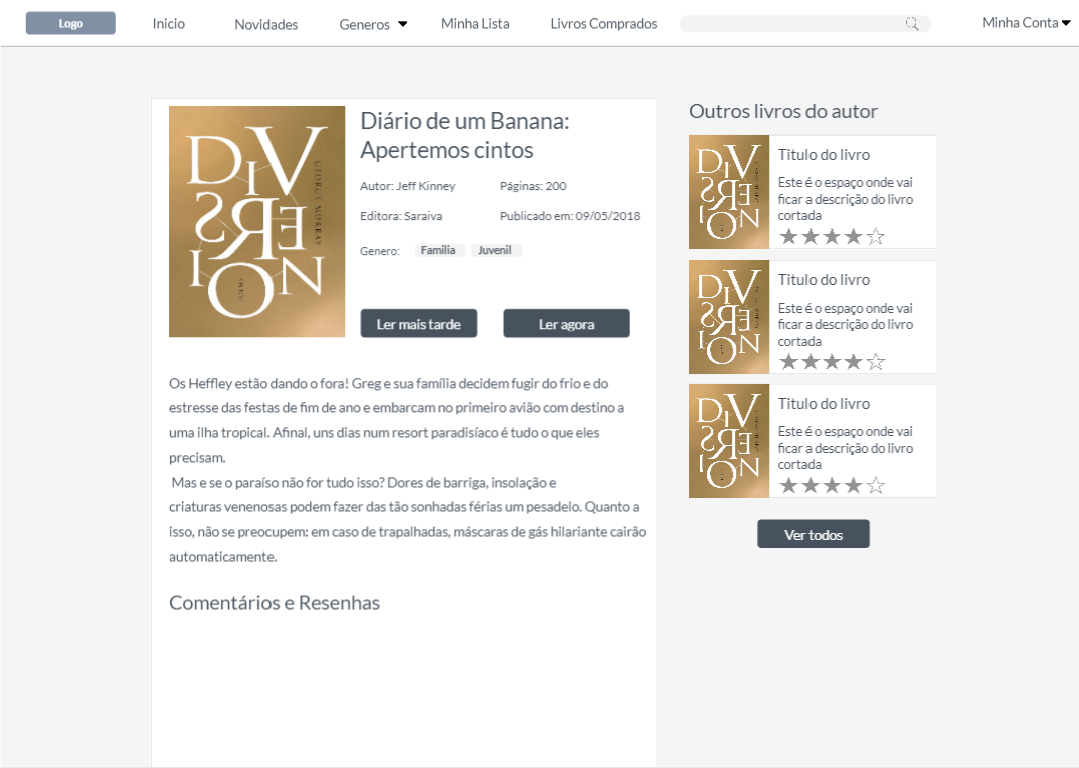 Logo
Inicio
Novidades
Generos
Minha Lista
Livros Comprados
Minha Conta
DIVERSION
GEORGE MURRAY
Diário de um Banana:
Apertemos cintos
Autor: Jeff Kinney
Páginas: 200
Editora: Saraiva
Publicado em: 09/05/2018
Genero:
Família
Juvenil
Ler mais tarde
Ler agora
Os Heffley estão dando o fora! Greg e sua família decidem fugir do frio e do
estresse das festas de fim de ano e embarcam no primeiro avião com destino a
uma ilha tropical. Afinal, uns dias num resort paradisíaco é tudo o que eles
precisam.
Mas e se o paraíso não for tudo isso? Dores de barriga, insolação e
criaturas venenosas podem fazer das tão sonhadas férias um pesadelo. Quanto a
isso, não se preocupem: em caso de trapalhadas, máscaras de gás hilariante cairão
automaticamente.
Comentários e Resenhas
Outros livros do autor
DIVERSION
Titulo do livro
Este é o espaço onde vai
ficar a descrição do livro
cortada
DIVERSION
Titulo do livro
Este é o espaço onde vai
ficar a descrição do livro
cortada
DIVERSION
Titulo do livro
Este é o espaço onde vai
ficar a descrição do livro
cortada
Ver todos